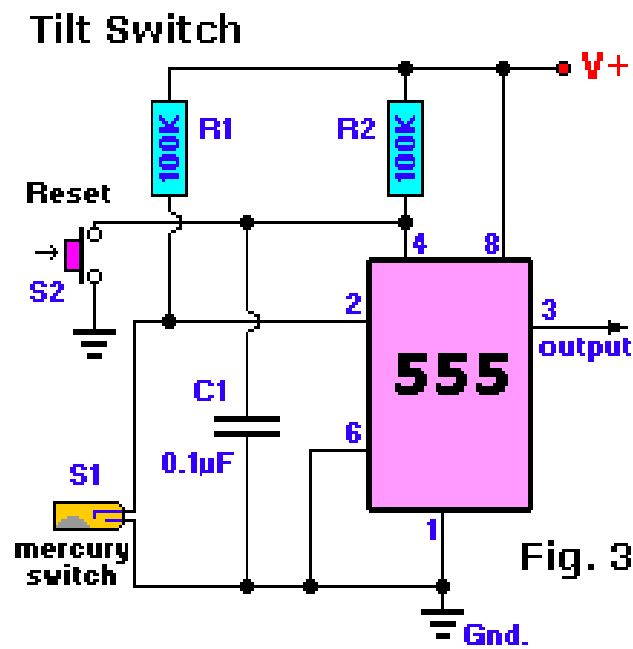 Tilt Switch
V+
100K
R1
R2
100K
Reset
S2
4
8
2
3
output
555
C1
6
0.1µF
S1
mercury
switch
1
Fig. 3
Gnd.